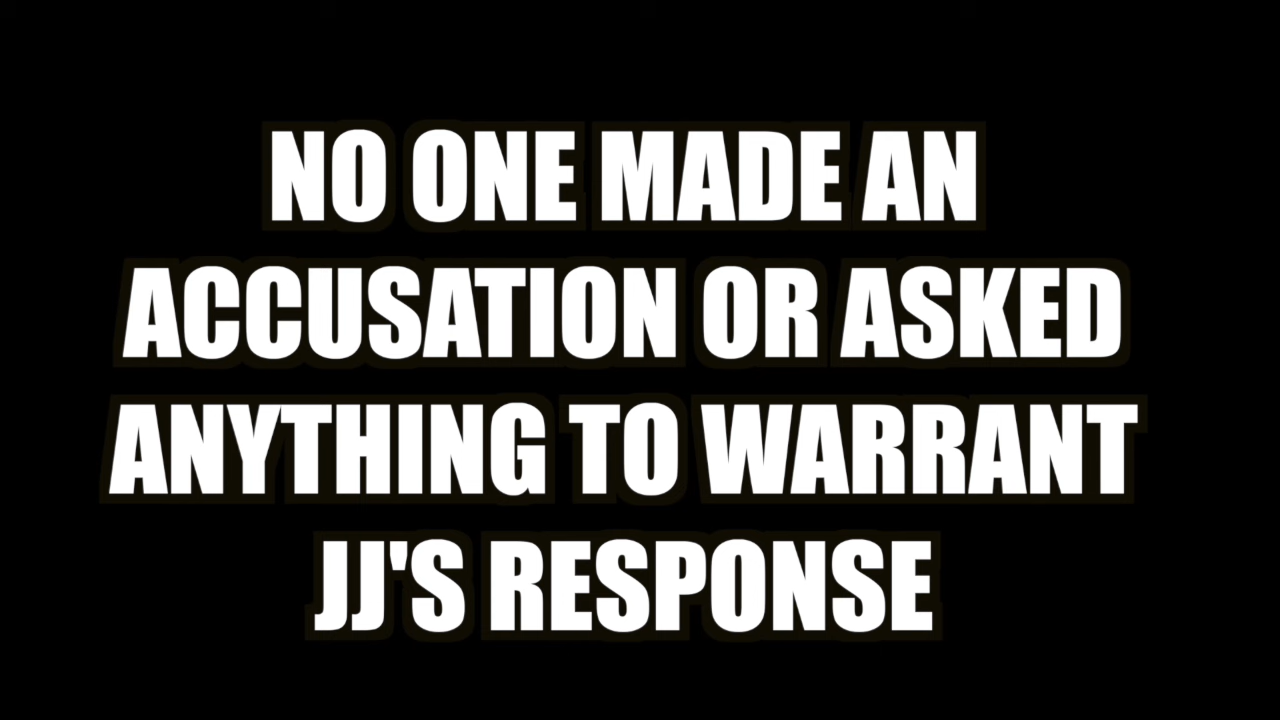 NO ONE MADE AN
ACCUSATION OR ASKED
ANYTHING TO WARRANT
JJ'S RESPONSE